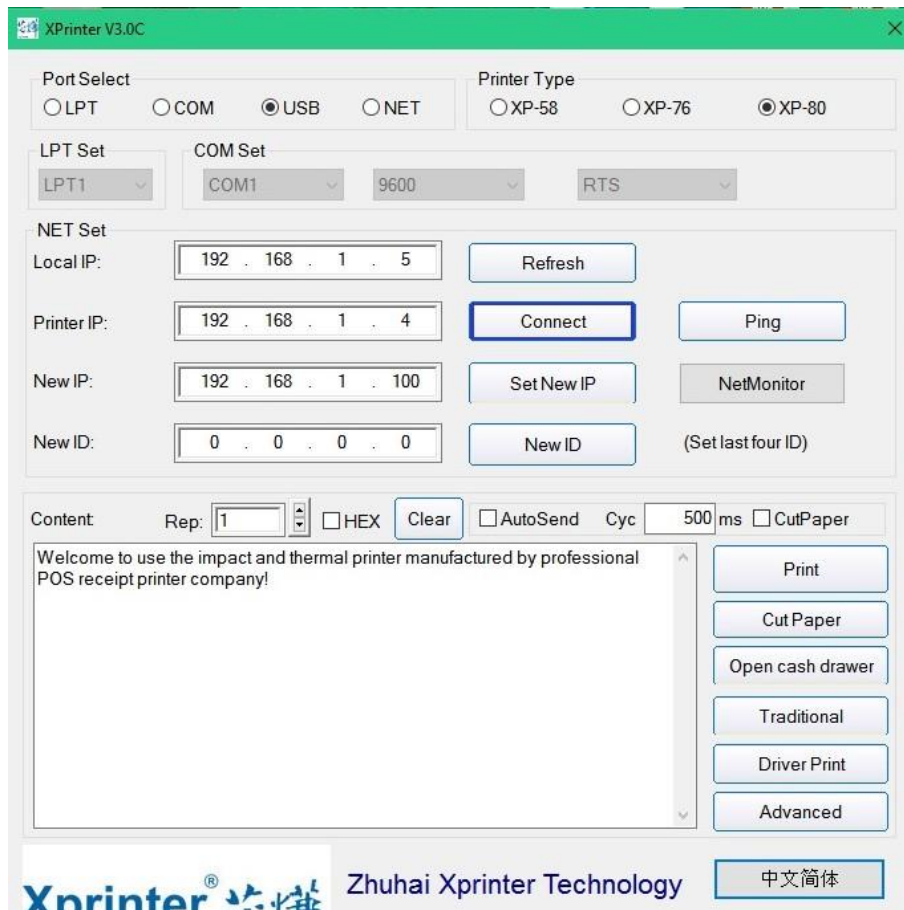 XPrinter V3.0C
Port Select
LPT COM USB NET
Printer Type
XP-58 XP-76 XP-80
LPT Set
LPT1
COM Set
COM1 9600 RTS
NET Set
Local IP: 192 . 168 . 1 . 5 Refresh
Printer IP: 192 . 168 . 1 . 4 Connect Ping
New IP: 192 . 168 . 1 . 100 Set New IP NetMonitor
New ID: 0 . 0 . 0 . 0 New ID (Set last four ID)
Content: Rep: 1 HEX Clear AutoSend Cyc 500 ms CutPaper
Welcome to use the impact and thermal printer manufactured by professional
POS receipt printer company!
Print
Cut Paper
Open cash drawer
Traditional
Driver Print
Advanced
Xprinter®
Zhuhai Xprinter Technology
中文简体